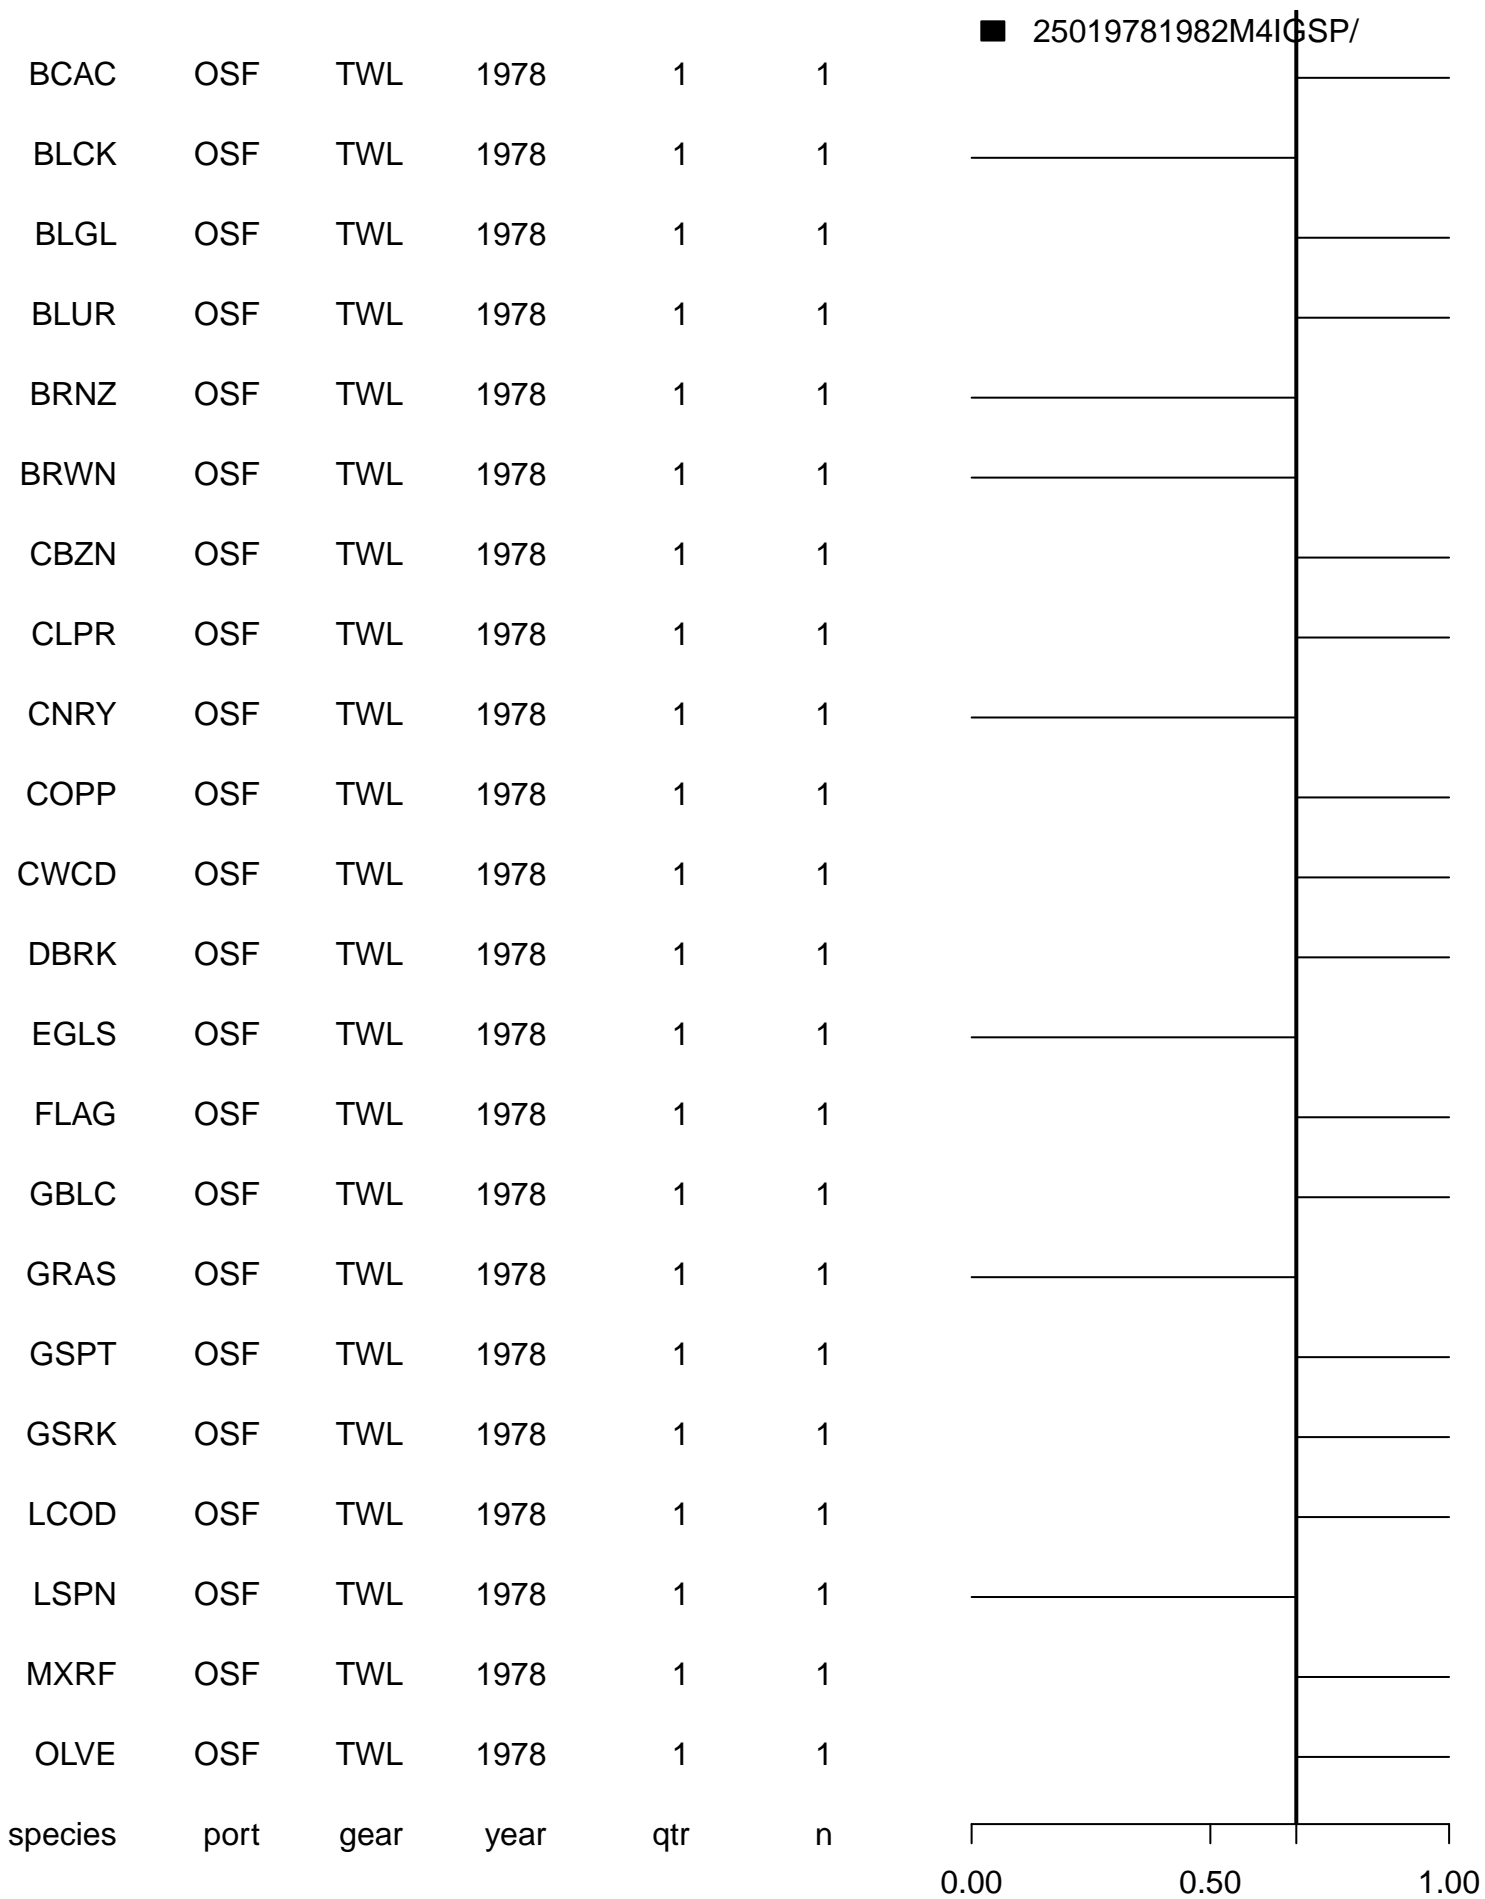 25019781982M4IGSP/
BCAC OSF TWL 1978 1 1
BLCK OSF TWL 1978 1 1
BLGL OSF TWL 1978 1 1
BLUR OSF TWL 1978 1 1
BRNZ OSF TWL 1978 1 1
BRWN OSF TWL 1978 1 1
CBZN OSF TWL 1978 1 1
CLPR OSF TWL 1978 1 1
CNRY OSF TWL 1978 1 1
COPP OSF TWL 1978 1 1
CWCD OSF TWL 1978 1 1
DBRK OSF TWL 1978 1 1
EGLS OSF TWL 1978 1 1
FLAG OSF TWL 1978 1 1
GBLC OSF TWL 1978 1 1
GRAS OSF TWL 1978 1 1
GSPT OSF TWL 1978 1 1
GSRK OSF TWL 1978 1 1
LCOD OSF TWL 1978 1 1
LSPN OSF TWL 1978 1 1
MXRF OSF TWL 1978 1 1
OLVE OSF TWL 1978 1 1
species port gear year qtr n
0.00 0.50 1.00